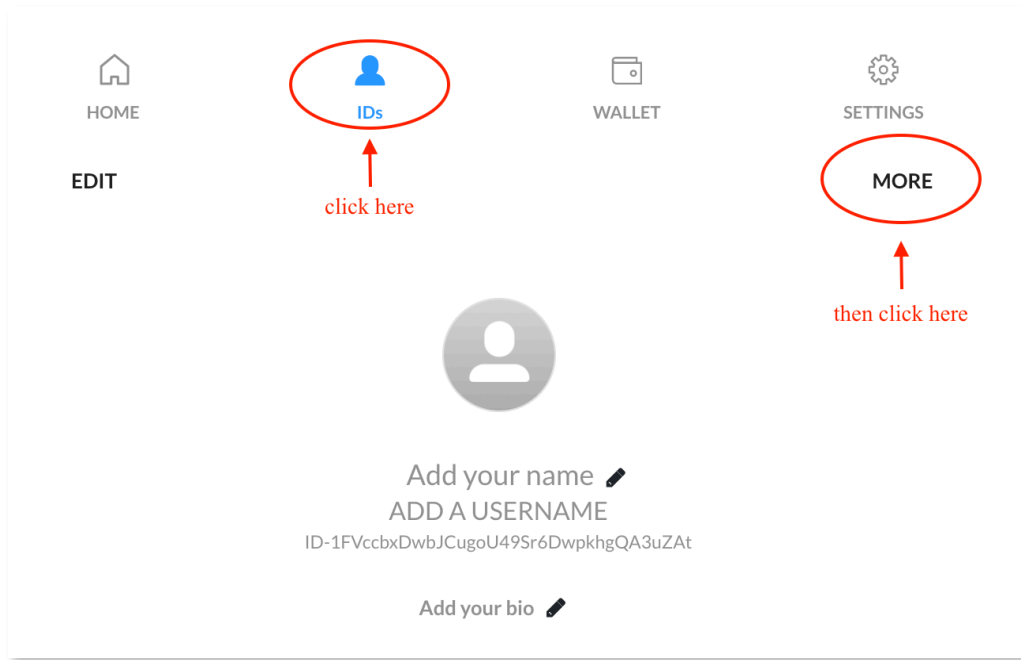 HOME
IDs
WALLET
SETTINGS
EDIT
MORE
click here
then click here
Add your name
ADD A USERNAME
ID-1FVccbxDwbJCugoU49Sr6DwpkhgQA3uZAt
Add your bio